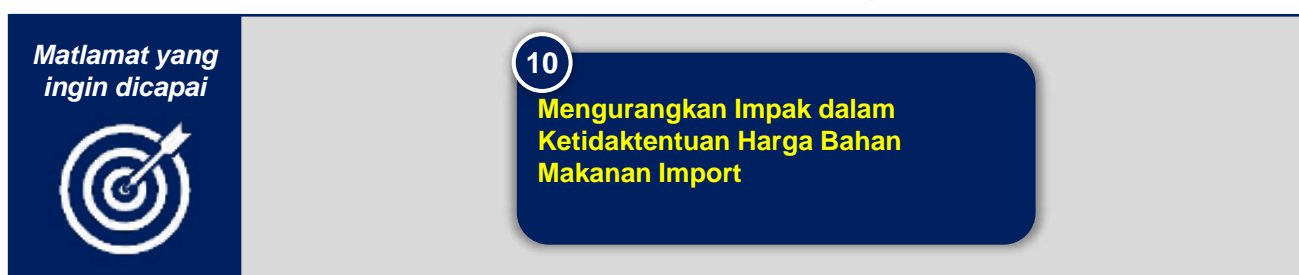 Matlamat yang
ingin dicapai
10
Mengurangkan Impak dalam
Ketidaktentuan Harga Bahan
Makanan Import